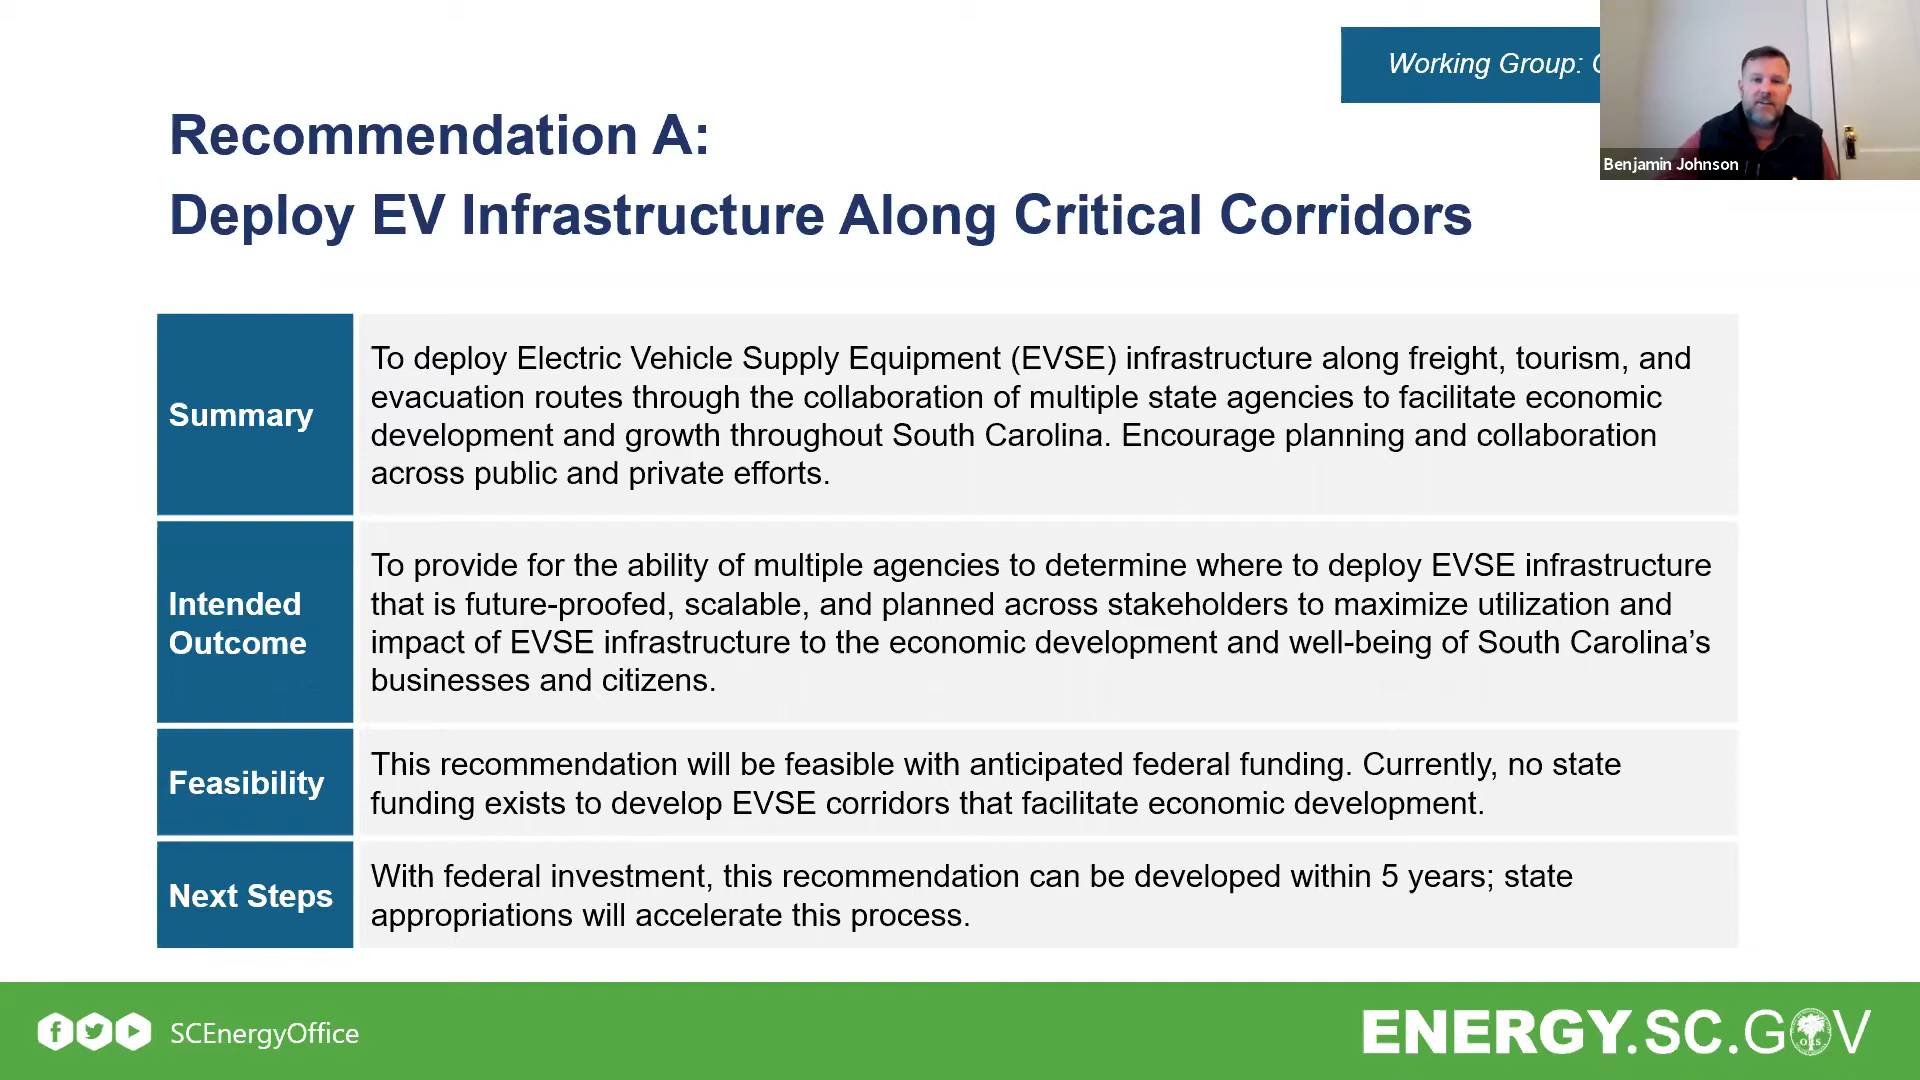 Working Group:
Benjamin Johnson
Recommendation A:
Deploy EV Infrastructure Along Critical Corridors
Summary
To deploy Electric Vehicle Supply Equipment (EVSE) infrastructure along freight, tourism, and
evacuation routes through the collaboration of multiple state agencies to facilitate economic
development and growth throughout South Carolina. Encourage planning and collaboration
across public and private efforts.
Intended
Outcome
To provide for the ability of multiple agencies to determine where to deploy EVSE infrastructure
that is future-proofed, scalable, and planned across stakeholders to maximize utilization and
impact of EVSE infrastructure to the economic development and well-being of South Carolina’s
businesses and citizens.
Feasibility
This recommendation will be feasible with anticipated federal funding. Currently, no state
funding exists to develop EVSE corridors that facilitate economic development.
Next Steps
With federal investment, this recommendation can be developed within 5 years; state
appropriations will accelerate this process.
SCEnergyOffice
ENERGY.SC.GOV